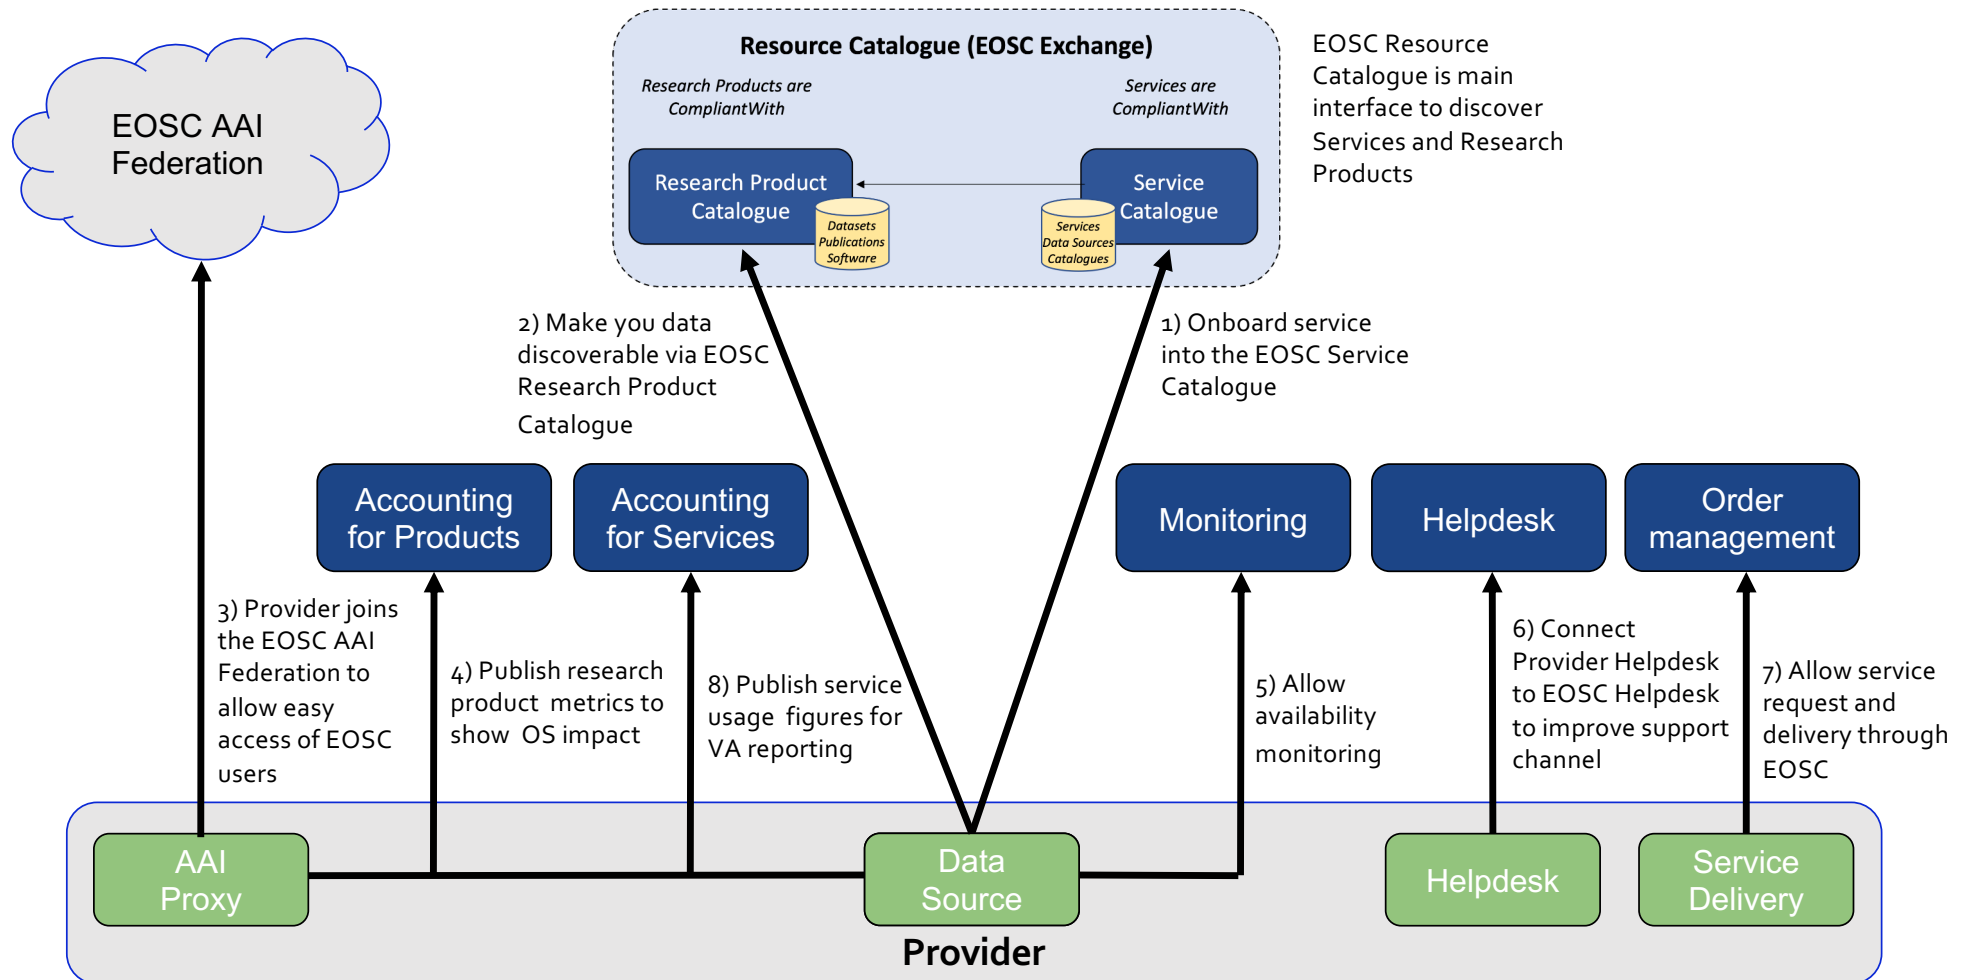 EOSC AAI
Federation
Resource Catalogue (EOSC Exchange)
Research Products are
CompliantWith
Services are
CompliantWith
Research Product
Catalogue
Datasets
Publications
Software
Service
Catalogue
Services
Data Sources
Catalogues
EOSC Resource
Catalogue is main
interface to discover
Services and Research
Products
2) Make you data
discoverable via EOSC
Research Product
Catalogue
1) Onboard service
into the EOSC Service
Catalogue
Accounting
for Products
Accounting
for Services
Monitoring
Helpdesk
Order
management
3) Provider joins
the EOSC AAI
Federation to
allow easy
access of EOSC
users
4) Publish research
product metrics to
show OS impact
8) Publish service
usage figures for
VA reporting
5) Allow
availability
monitoring
6) Connect
Provider Helpdesk
to EOSC Helpdesk
to improve support
channel
7) Allow service
request and
delivery through
EOSC
AAI
Proxy
Data
Source
Helpdesk
Service
Delivery
Provider